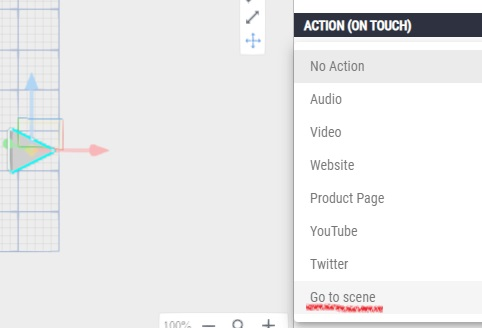 ACTION (ON TOUCH)
No Action
Audio
Video
Website
Product Page
YouTube
Twitter
Go to scene
100%